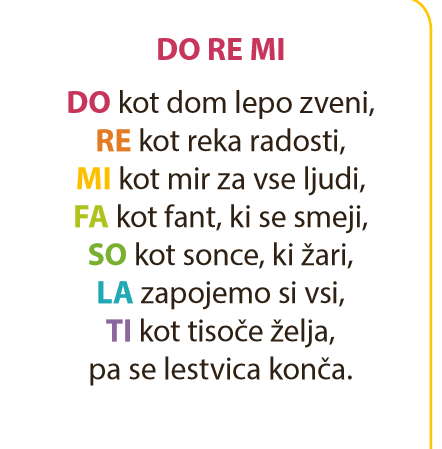 DO RE MI
DO kot dom lepo zveni,
RE kot reka radosti,
MI kot mir za vse ljudi,
FA kot fant, ki se smeji,
SO kot sonce, ki žari,
LA zapojemo si vsi,
TI kot tisoče želja,
pa se lestvica konča.